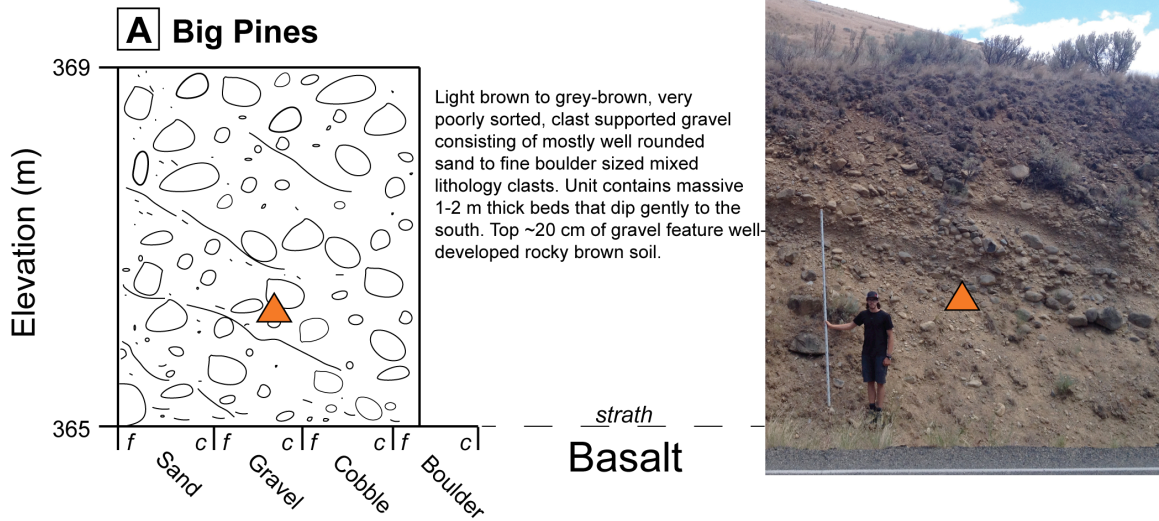 A Big Pines
369
Light brown to grey-brown, very
poorly sorted, clast supported gravel
consisting of mostly well rounded
sand to fine boulder sized mixed
lithology clasts. Unit contains massive
1-2 m thick beds that dip gently to the
south. Top ~20 cm of gravel feature well-
developed rocky brown soil.
Elevation (m)
365
strath
Basalt
f c f c f c f c
Sand Gravel Cobble Boulder